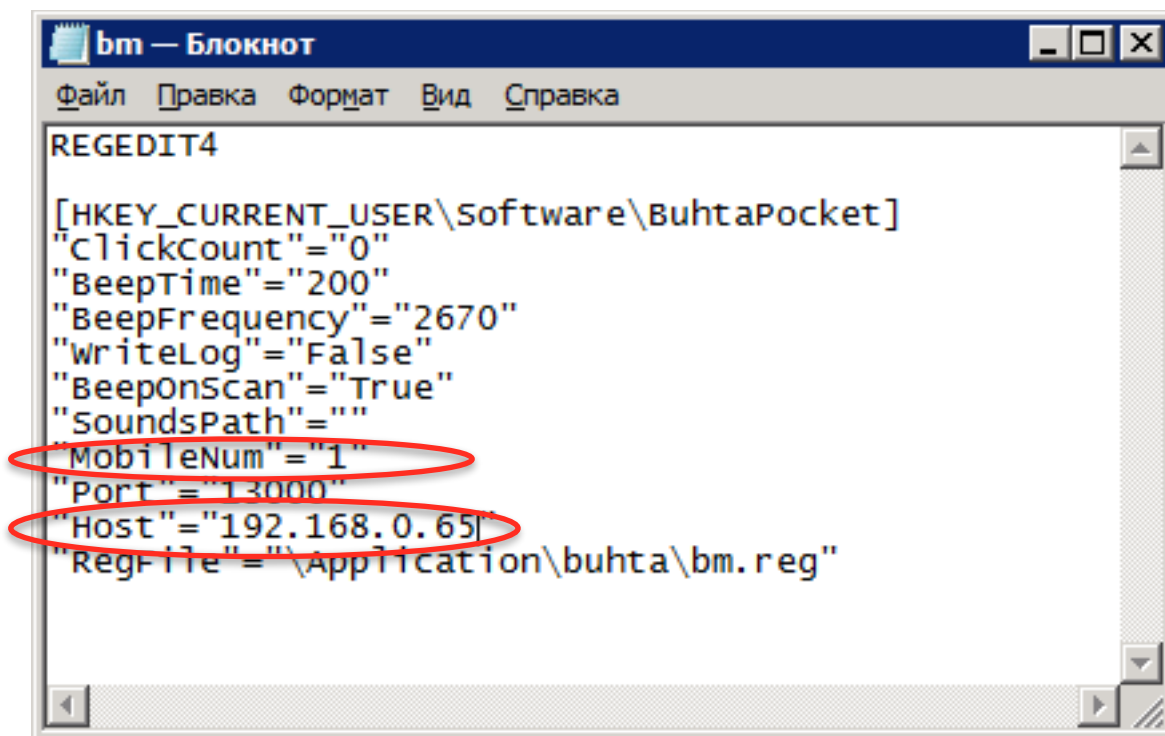 bm — Блокнот
Файл Правка Формат Вид Справка
REGEDIT4
[HKEY_CURRENT_USER\Software\BuhtaPocket]
"ClickCount"="0"
"BeepTime"="200"
"BeepFrequency"="2670"
"WriteLog"="False"
"BeepOnScan"="True"
"SoundsPath"=""
"MobileNum"="1"
"Port"="13000"
"Host"="192.168.0.65"
"RegFile"="\Application\buhta\bm.reg"